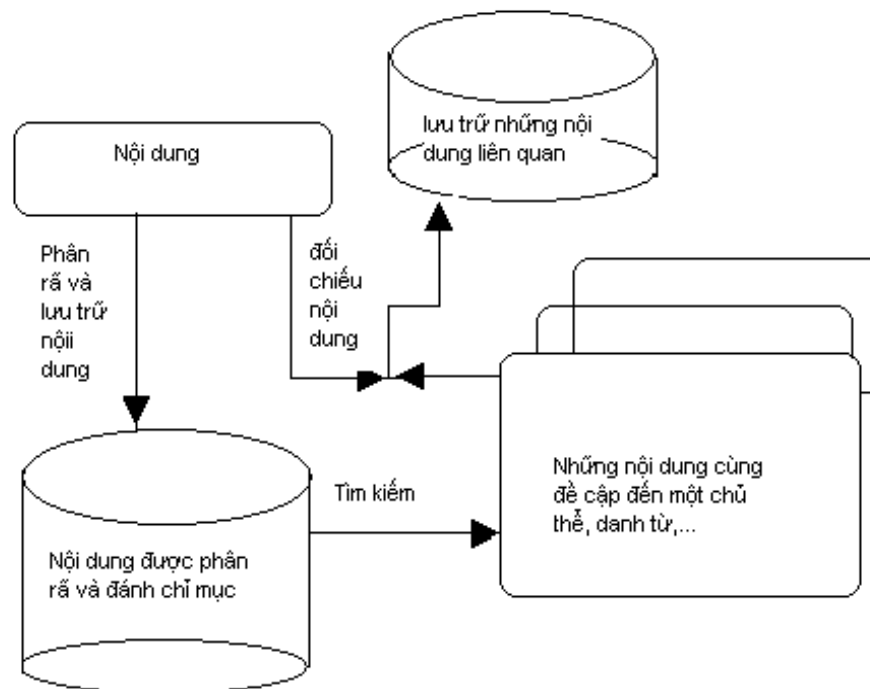 lưu trữ những nội
dung liên quan
Nội dung
Phân
rã và
lưu trữ
nộii
dung
đối
chiếu
nội
dung
Những nội dung cùng
đề cập đến một chủ
thể, danh từ,...
Tìm kiếm
Nội dung được phân
rã và đánh chỉ mục